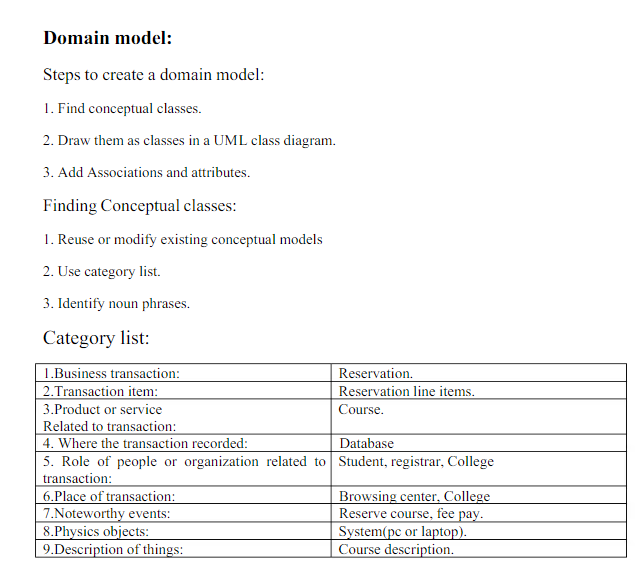 Domain model:
Steps to create a domain model:
1. Find conceptual classes.
2. Draw them as classes in a UML class diagram.
3. Add Associations and attributes.
Finding Conceptual classes:
1. Reuse or modify existing conceptual models
2. Use category list.
3. Identify noun phrases.
Category list:
1.Business transaction: Reservation.
2.Transaction item: Reservation line items.
3.Product or service Course.
Related to transaction:
4. Where the transaction recorded: Database
5. Role of people or organization related to Student, registrar, College
transaction:
6.Place of transaction: Browsing center, College
7.Noteworthy events: Reserve course, fee pay.
8.Physics objects: System(pc or laptop).
9.Description of things: Course description.